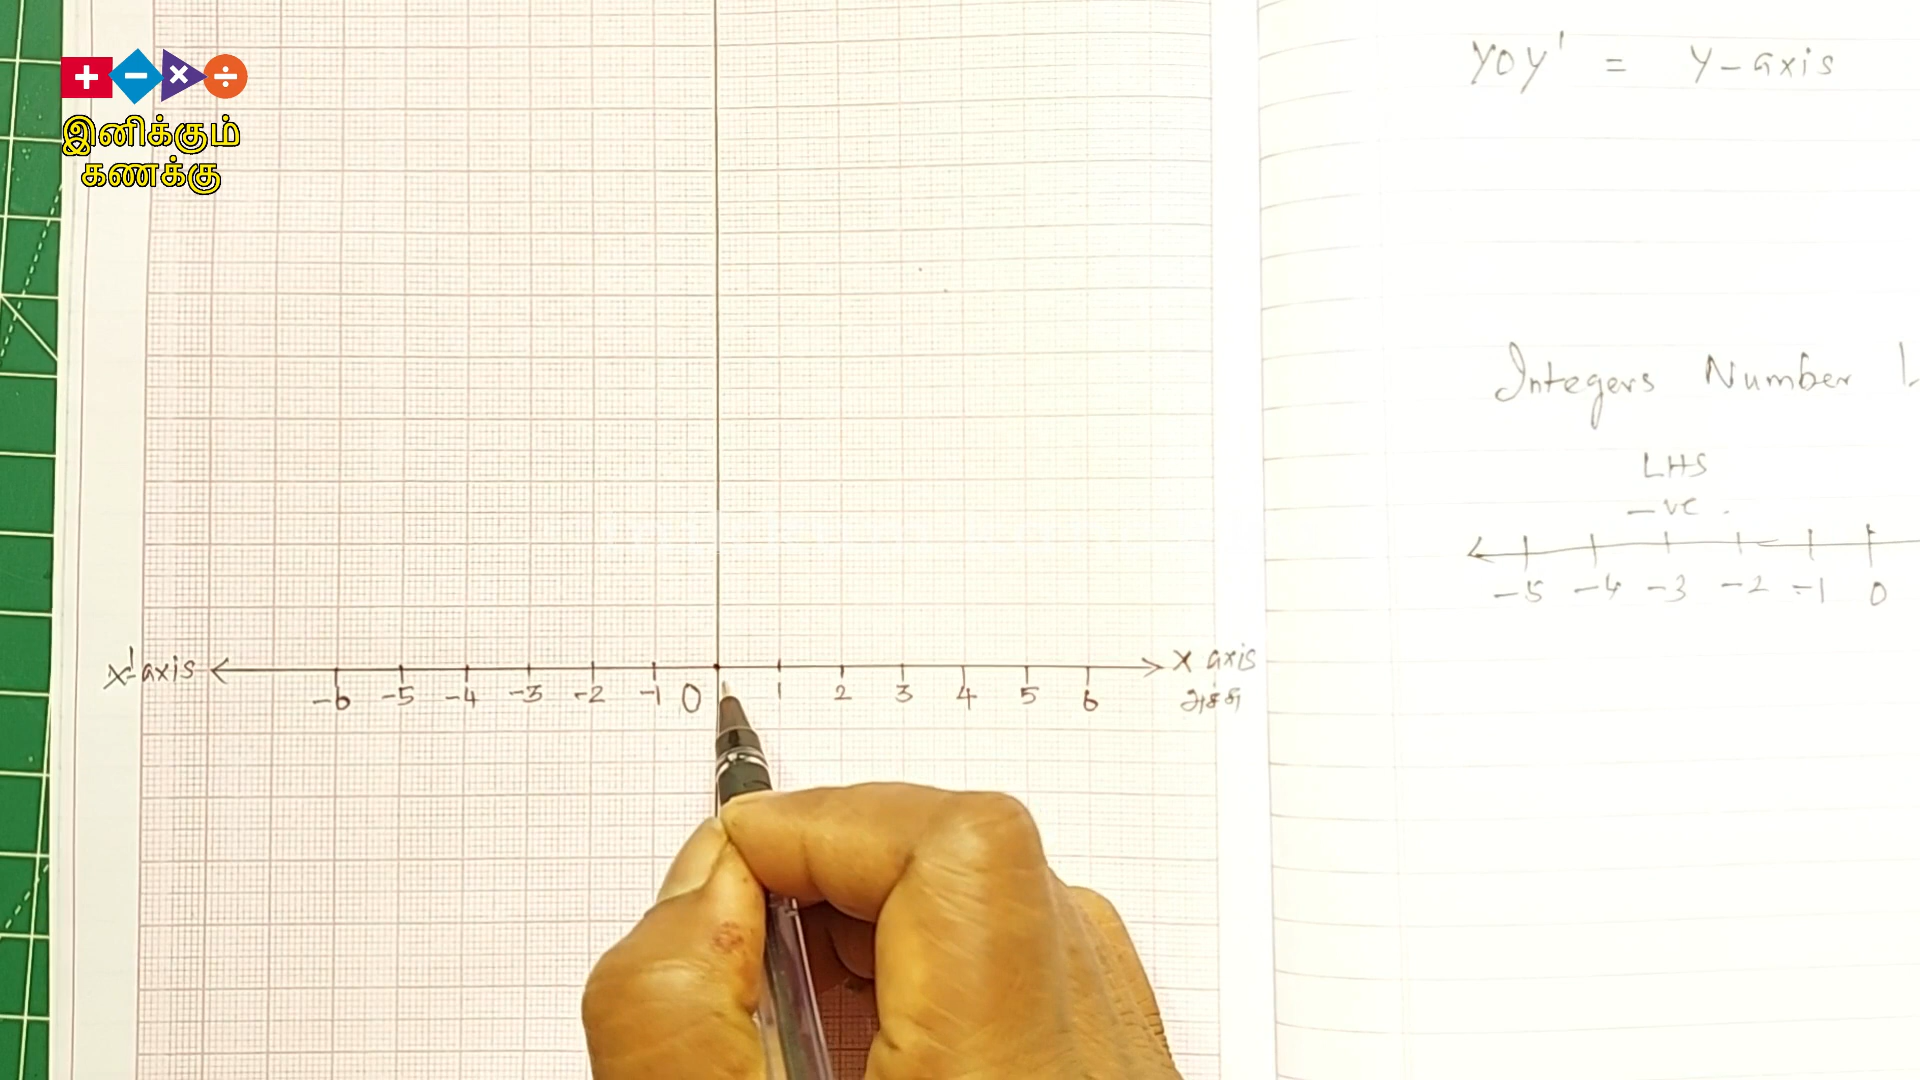 இனிக்கும்
கணக்கு
YOY' = Y-axis
Integers Number L
LHS
-ve
-5 -4 -3 -2 -1 0
X'-axis
X axis
அச்சு
-6 -5 -4 -3 -2 -1 0 1 2 3 4 5 6